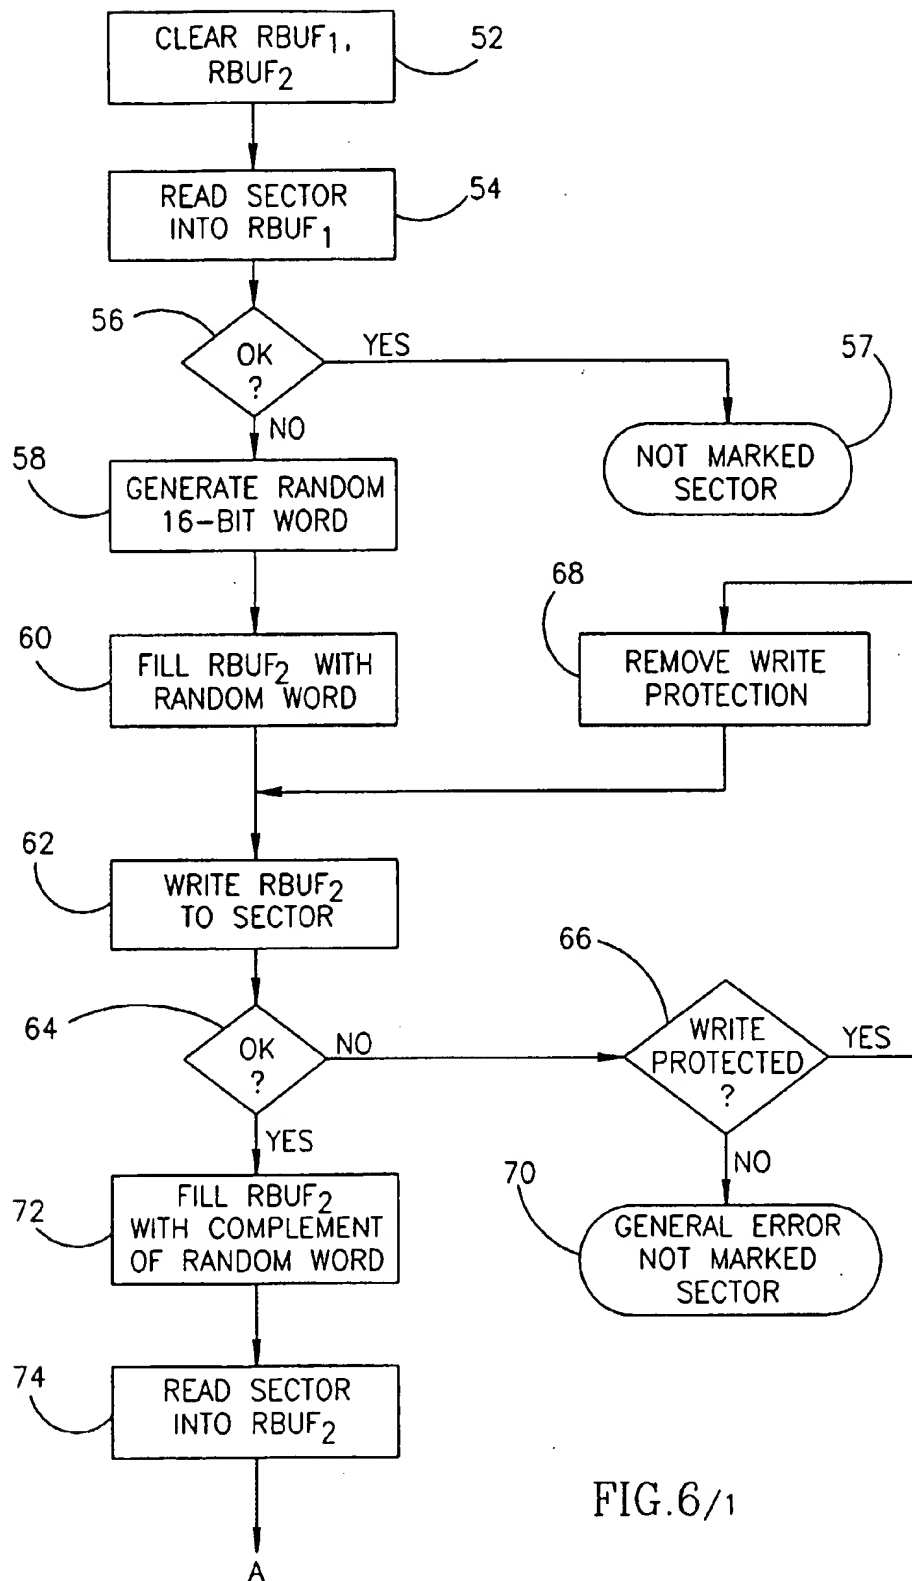 CLEAR RBUF1,
RBUF2
52
READ SECTOR
INTO RBUF1
54
56
OK
?
YES
NO
57
NOT MARKED
SECTOR
58
GENERATE RANDOM
16-BIT WORD
68
REMOVE WRITE
PROTECTION
60
FILL RBUF2 WITH
RANDOM WORD
62
WRITE RBUF2
TO SECTOR
64
OK
?
NO
YES
66
WRITE
PROTECTED
?
YES
NO
70
GENERAL ERROR
NOT MARKED
SECTOR
72
FILL RBUF2
WITH COMPLEMENT
OF RANDOM WORD
74
READ SECTOR
INTO RBUF2
A
FIG.6/1